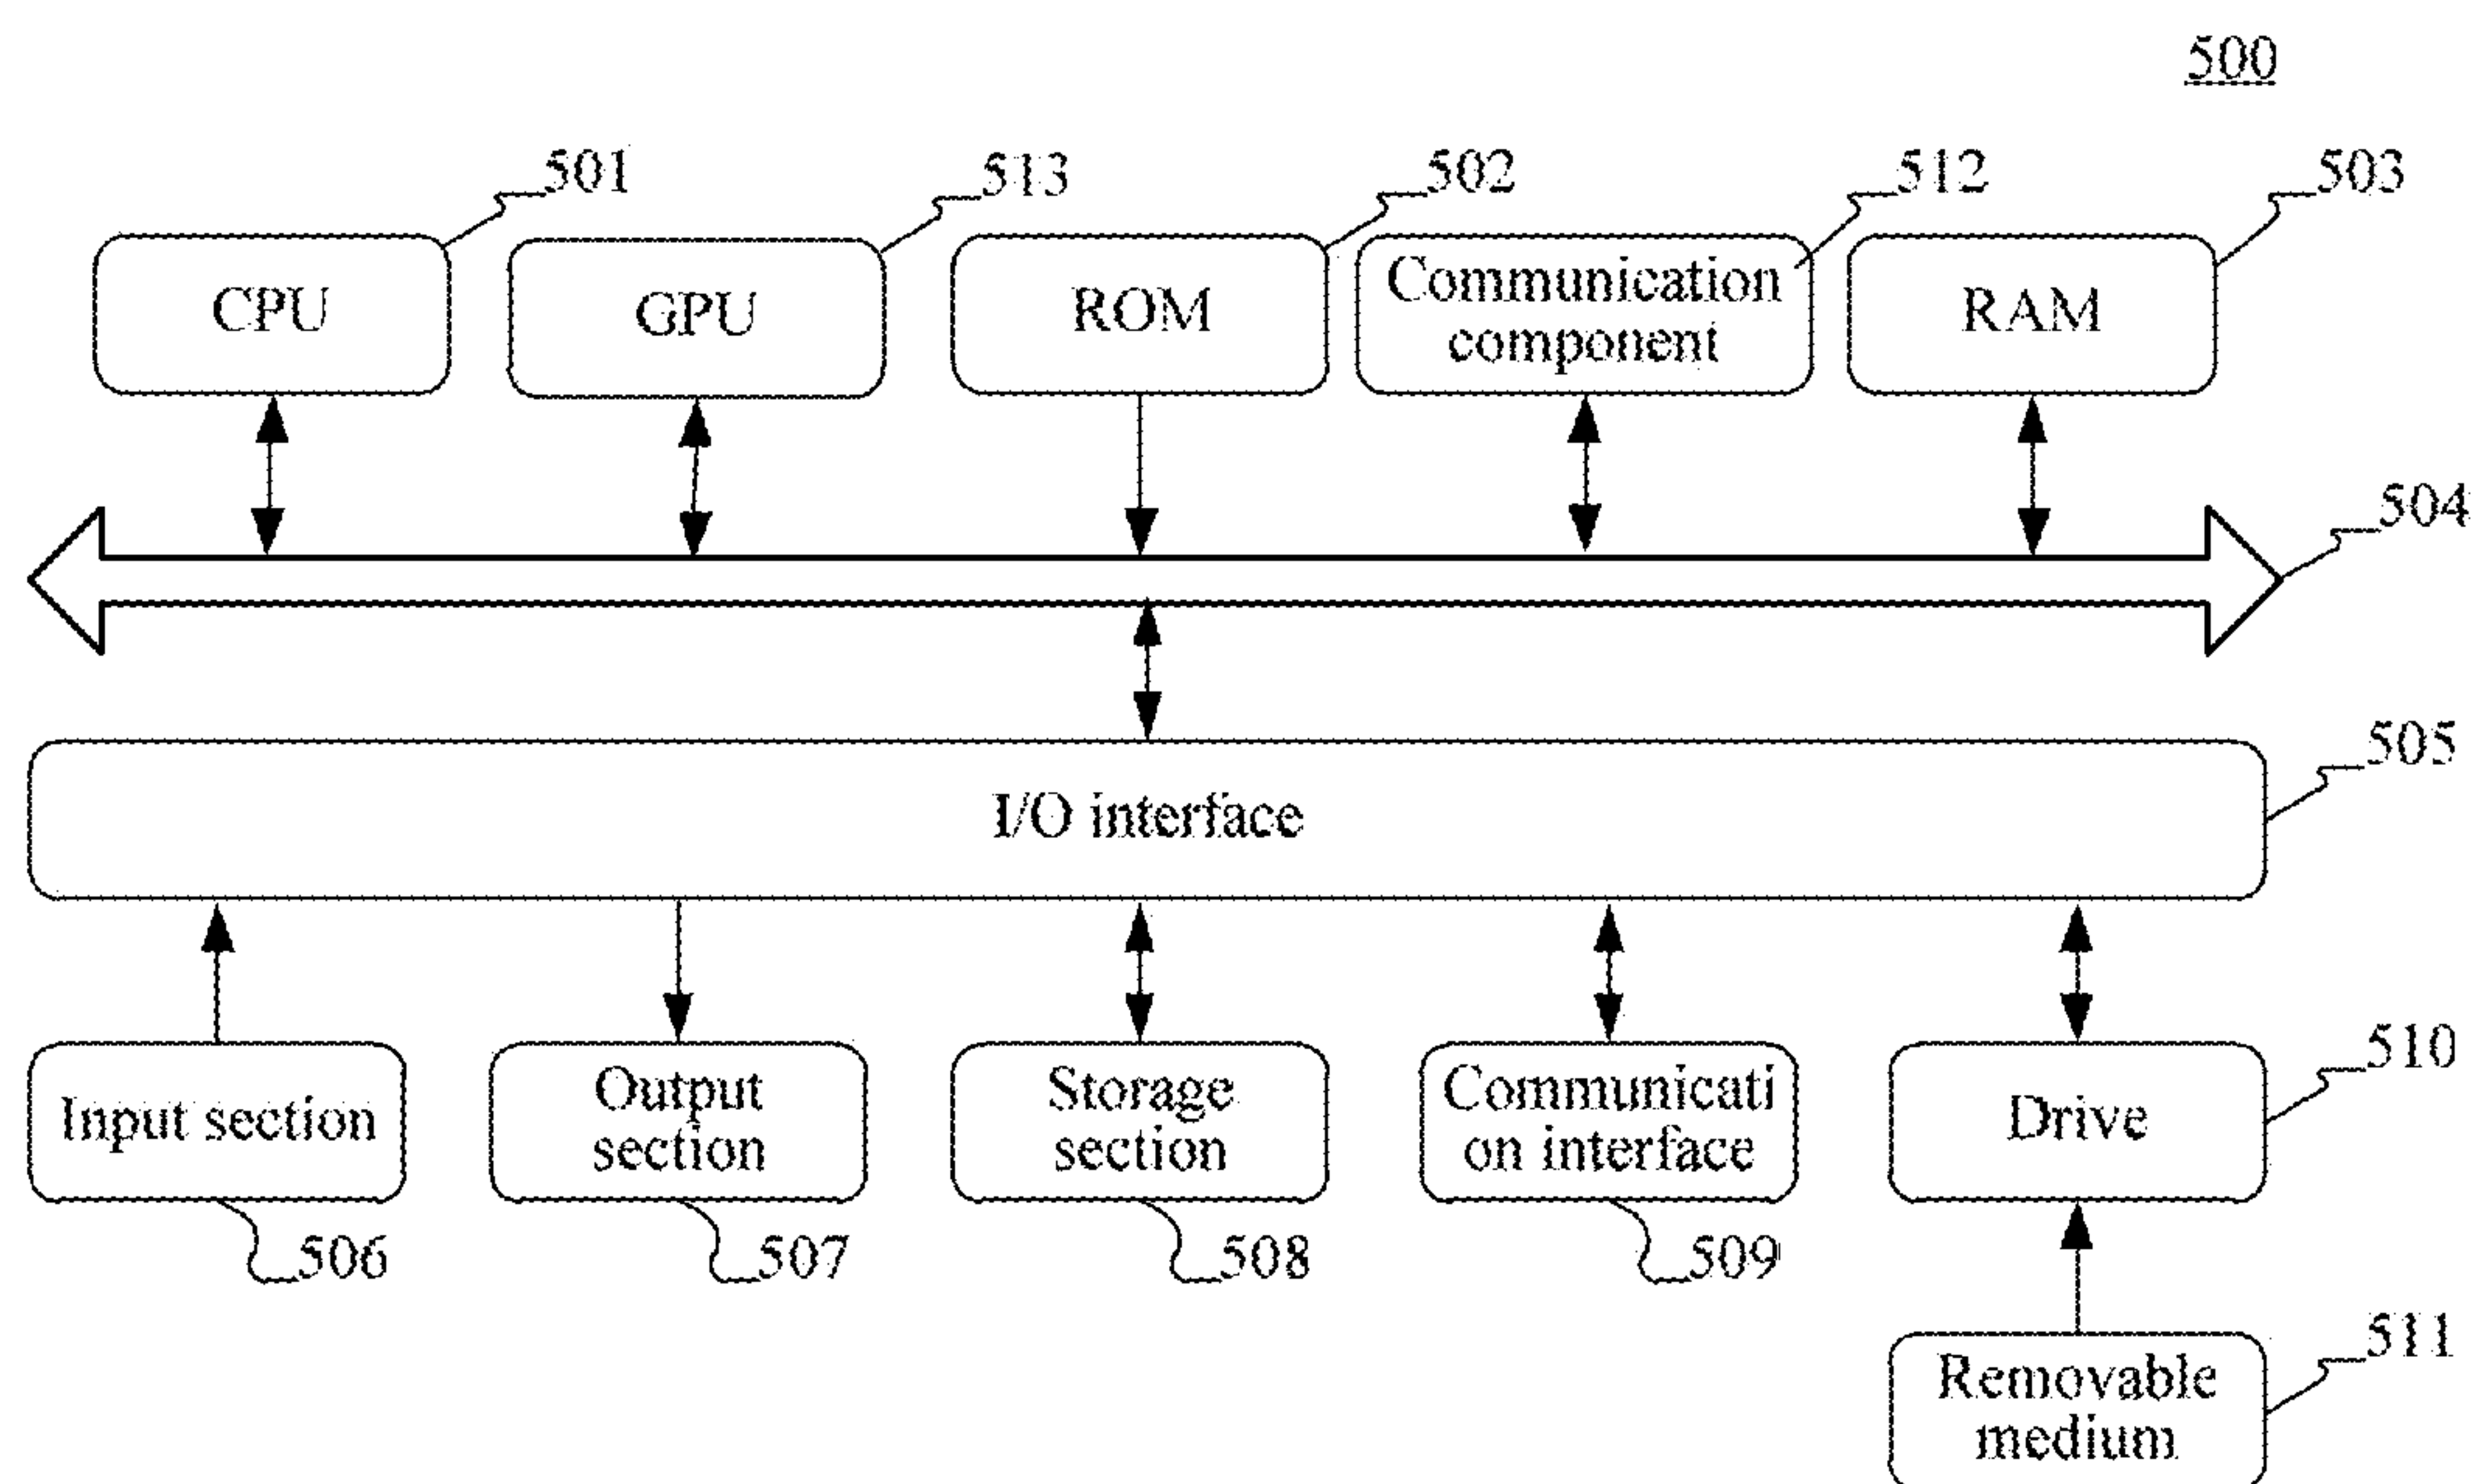 500
501
513
502
512
503
CPU
GPU
ROM
Communication
component
RAM
504
505
I/O interface
510
Input section
Output
section
Storage
section
Communicati
on interface
Drive
506
507
508
509
511
Removable
medium